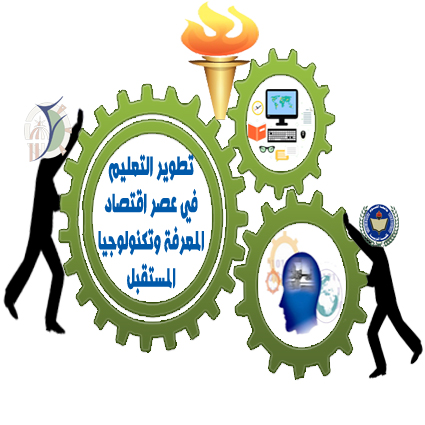 تطوير التعليم
في عصر اقتصاد
المعرفة وتكنولوجيا
المستقبل